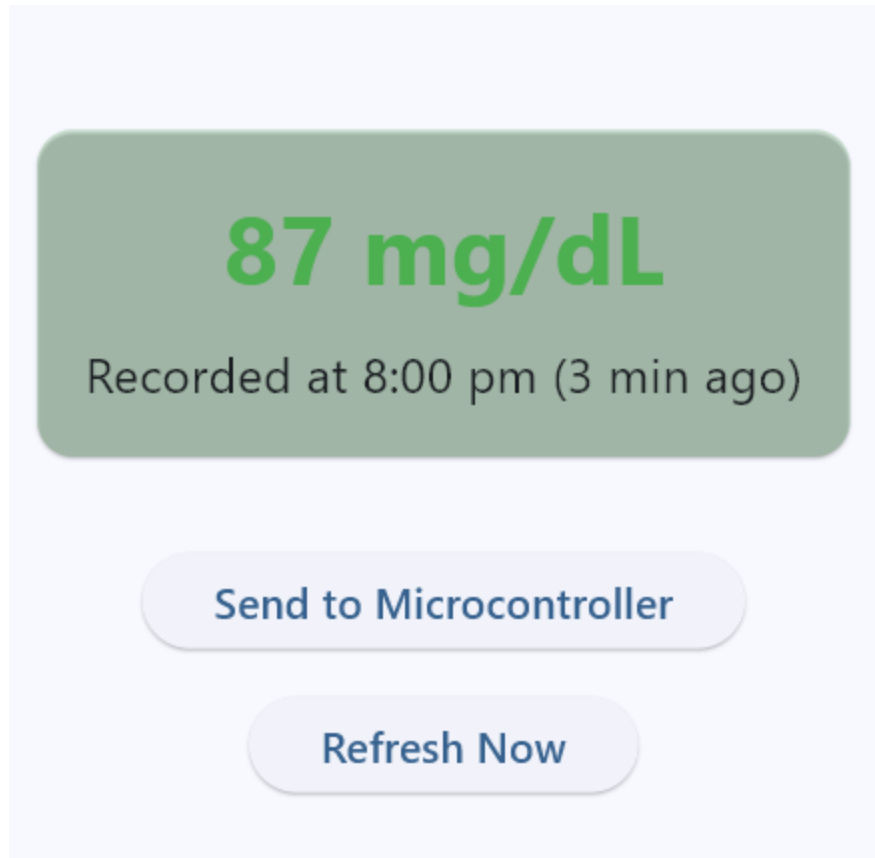 87 mg/dL
Recorded at 8:00 pm (3 min ago)
Send to Microcontroller
Refresh Now